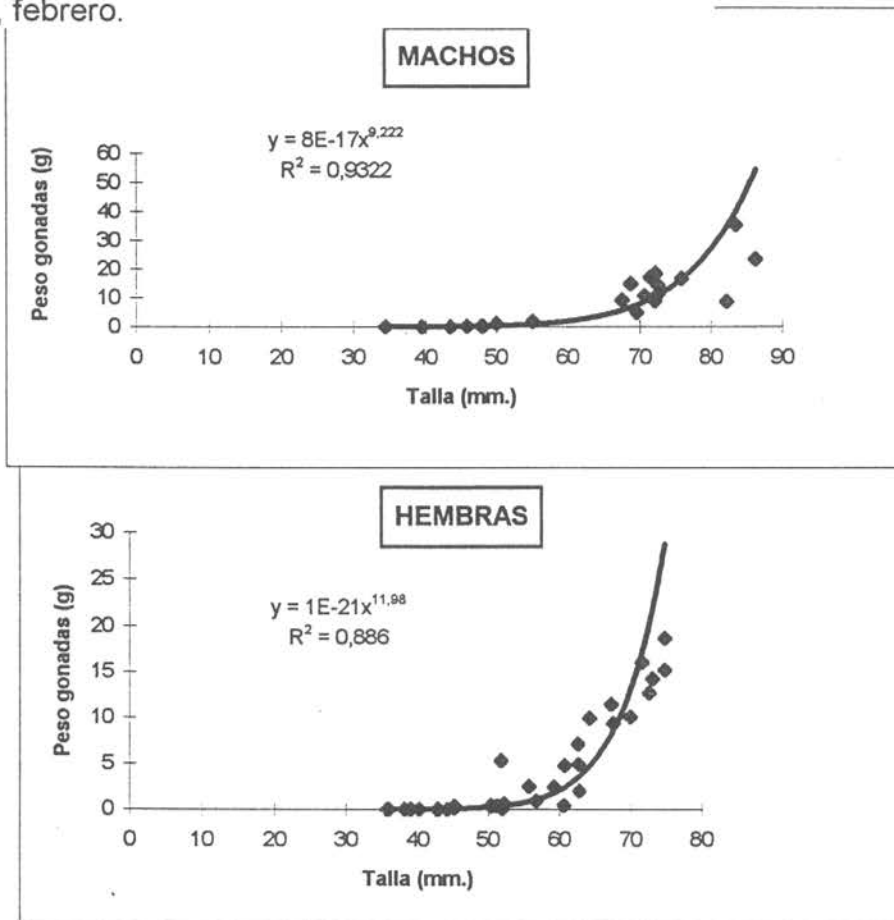 febrero.
MACHOS
y = 8E-17x^9,222
R² = 0,9322
Peso gonadas (g)
60
50
40
30
20
10
0
0 10 20 30 40 50 60 70 80 90
Talla (mm.)
HEMBRAS
y = 1E-21x^11,98
R² = 0,886
Peso gonadas (g)
30
25
20
15
10
5
0
0 10 20 30 40 50 60 70 80
Talla (mm.)